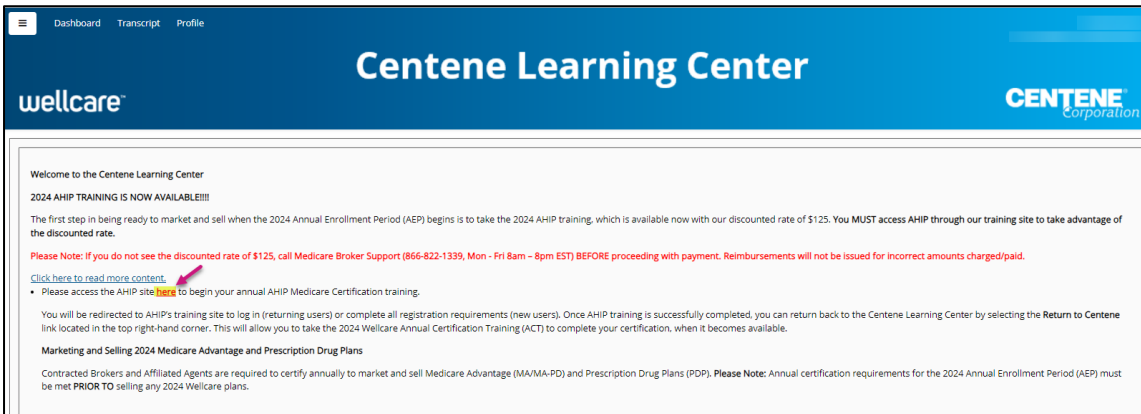 Dashboard Transcript Profile
Centene Learning Center
wellcare™
CENTENE®
Corporation
Welcome to the Centene Learning Center
2024 AHIP TRAINING IS NOW AVAILABLE!!!!
The first step in being ready to market and sell when the 2024 Annual Enrollment Period (AEP) begins is to take the 2024 AHIP training, which is available now with our discounted rate of $125. You MUST access AHIP through our training site to take advantage of
the discounted rate.
Please Note: If you do not see the discounted rate of $125, call Medicare Broker Support (866-822-1339, Mon - Fri 8am – 8pm EST) BEFORE proceeding with payment. Reimbursements will not be issued for incorrect amounts charged/paid.
Click here to read more content.
• Please access the AHIP site here to begin your annual AHIP Medicare Certification training.
You will be redirected to AHIP's training site to log in (returning users) or complete all registration requirements (new users). Once AHIP training is successfully completed, you can return back to the Centene Learning Center by selecting the Return to Centene
link located in the top right-hand corner. This will allow you to take the 2024 Wellcare Annual Certification Training (ACT) to complete your certification, when it becomes available.
Marketing and Selling 2024 Medicare Advantage and Prescription Drug Plans
Contracted Brokers and Affiliated Agents are required to certify annually to market and sell Medicare Advantage (MA/MA-PD) and Prescription Drug Plans (PDP). Please Note: Annual certification requirements for the 2024 Annual Enrollment Period (AEP) must
be met PRIOR TO selling any 2024 Wellcare plans.